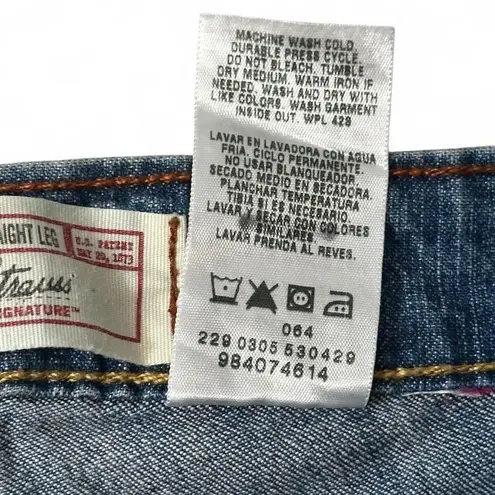 MACHINE WASH COLD,
DURABLE PRESS CYCLE.
DO NOT BLEACH. TUMBLE
DRY MEDIUM. WARM IRON IF
NEEDED. WASH AND DRY WITH
LIKE COLORS. WASH GARMENT
INSIDE OUT. WPL 423
LAVAR EN LAVADORA CON AGUA
FRIA, CICLO PERMANENTE.
NO USAR BLANQUEADOR.
SECADO MEDIO EN SECADORA.
PLANCHAR TEMPERATURA
TIBIA SI ES NECESARIO.
LAVAR / SECAR CON COLORES
SIMILARES.
LAVAR PRENDA AL REVES.
064
229 0305 530429
984074614
AIGHT LEG
U.S. PATENT
MAY 20, 1873
Strauss
IGNATURE™